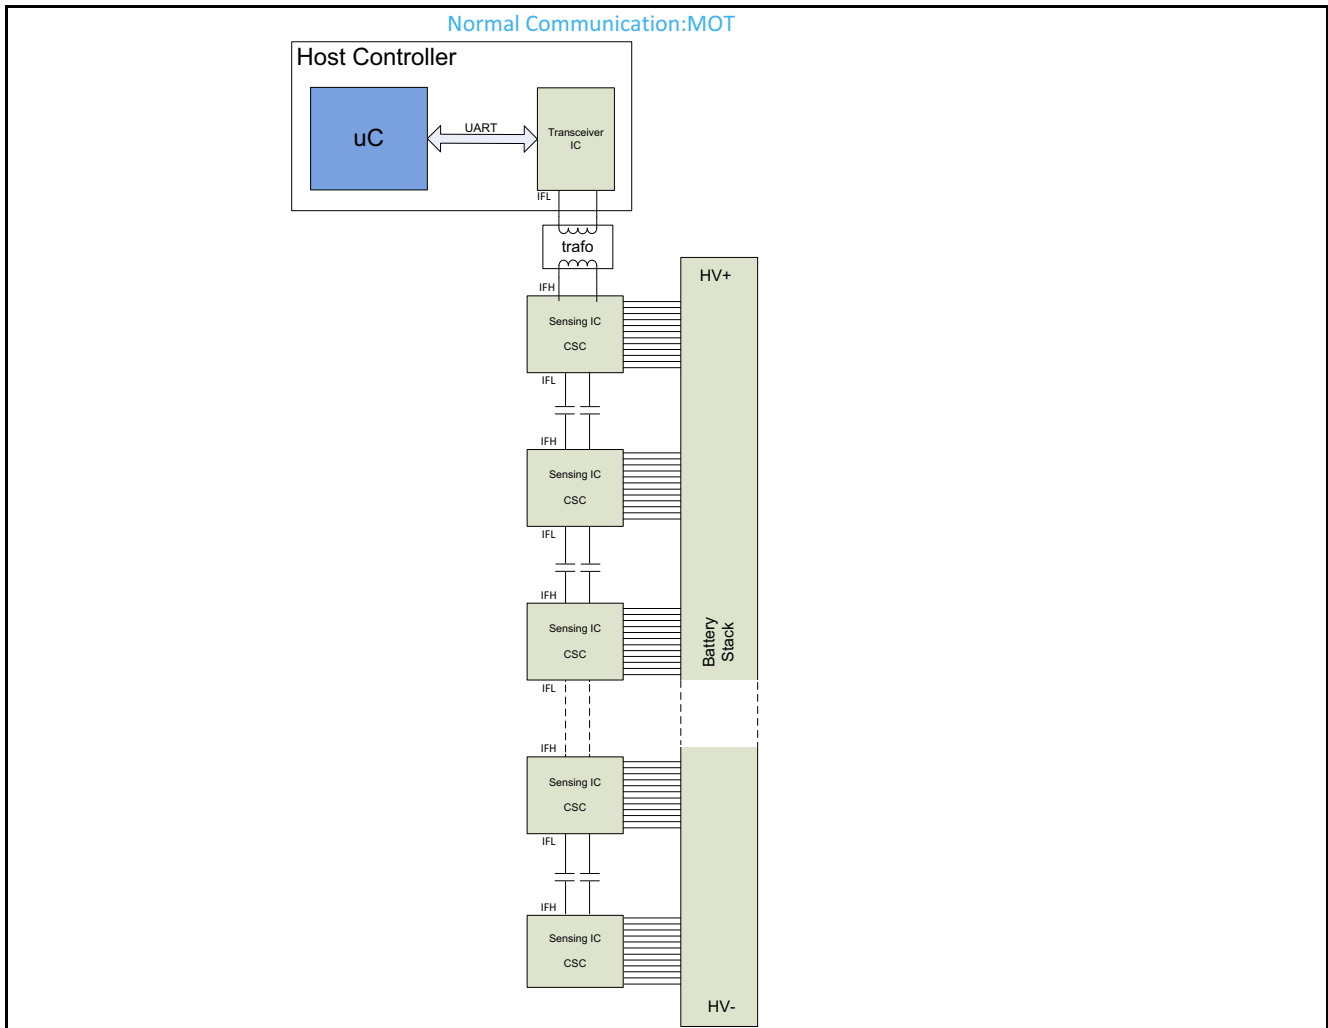 Normal Communication:MOT
Host Controller
uC
UART
Transceiver
IC
IFL
trafo
IFH
HV+
Sensing IC
CSC
IFL
IFH
Sensing IC
CSC
IFL
IFH
Sensing IC
CSC
Battery
Stack
IFL
IFH
Sensing IC
CSC
IFL
IFH
Sensing IC
CSC
HV-